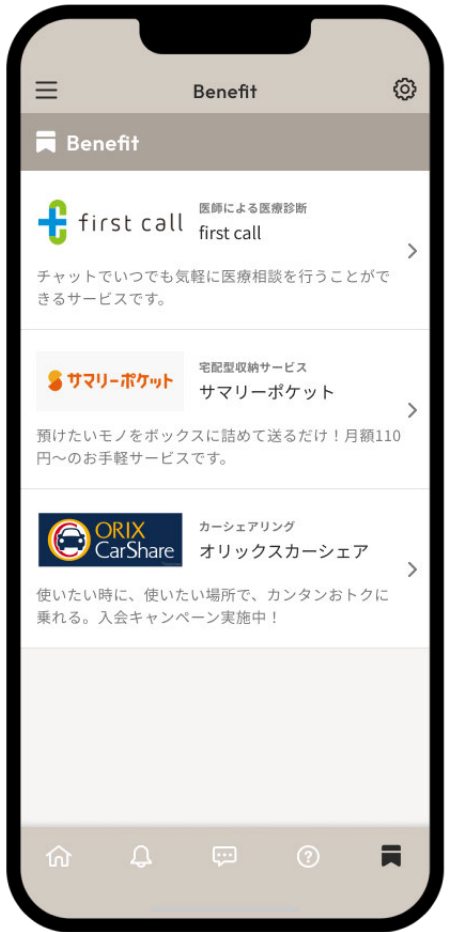 Benefit
Benefit
first call
医師による医療診断
first call
チャットでいつでも気軽に医療相談を行うことがで
きるサービスです。
サマリーポケット
宅配型収納サービス
サマリーポケット
預けたいモノをボックスに詰めて送るだけ！月額110
円〜のお手軽サービスです。
ORIX
CarShare
カーシェアリング
オリックスカーシェア
使いたい時に、使いたい場所で、カンタンおトクに
乗れる。入会キャンペーン実施中！